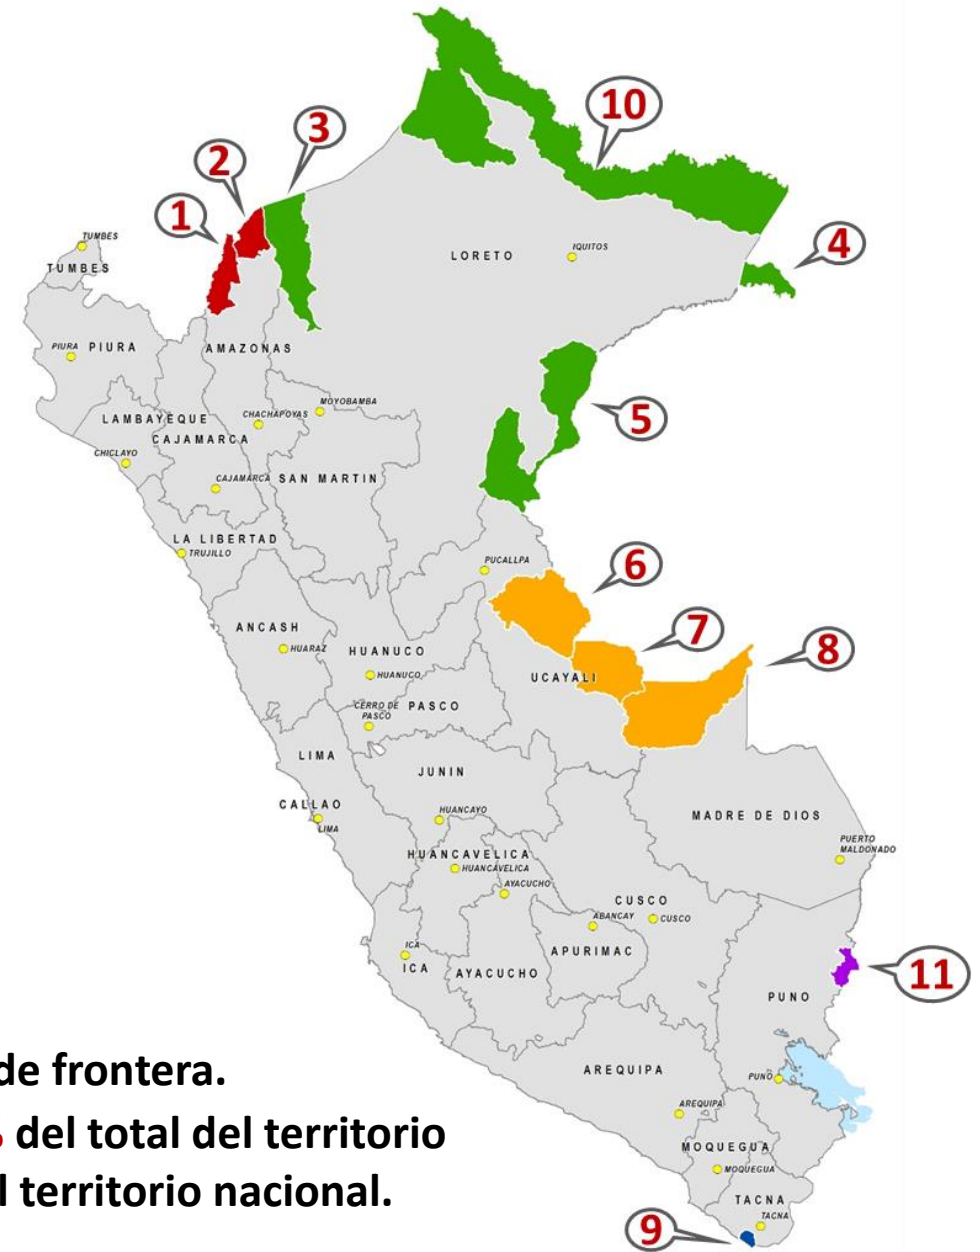 10
3
2
1
4
TUMBES
TUMBES
LORETO
IQUITOS
PIURA PIURA
AMAZONAS
5
LAMBAYEQUE
CHACHAPOYAS
MOYOBAMBA
CAJAMARCA
CHICLAYO
CAJAMARCA
SAN MARTIN
LA LIBERTAD
TRUJILLO
PUCALLPA
6
7
8
ANCASH
HUARAZ
HUANUCO
HUANUCO
UCAYALI
CERRO DE
PASCO
PASCO
LIMA
JUNIN
CALLAO
LIMA
HUANCAYO
MADRE DE DIOS
PUERTO
MALDONADO
HUANCAVELICA
HUANCAVELICA
AYACUCHO
CUSCO
ABANCAY
CUSCO
ICA
ICA
AYACUCHO
APURIMAC
11
PUNO
AREQUIPA
PUNO
AREQUIPA
MOQUEGUA
MOQUEGUA
TACNA
TACNA
9
de frontera.
del total del territorio
territorio nacional.